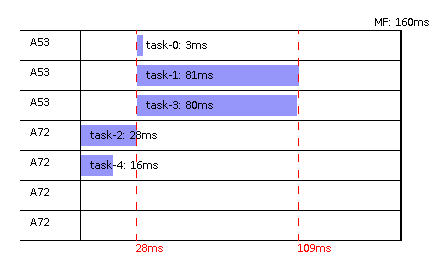 MF: 160ms
A53 task-0: 3ms
A53 task-1: 81ms
A53 task-3: 80ms
A72 task-2: 28ms
A72 task-4: 16ms
A72
A72
28ms 109ms